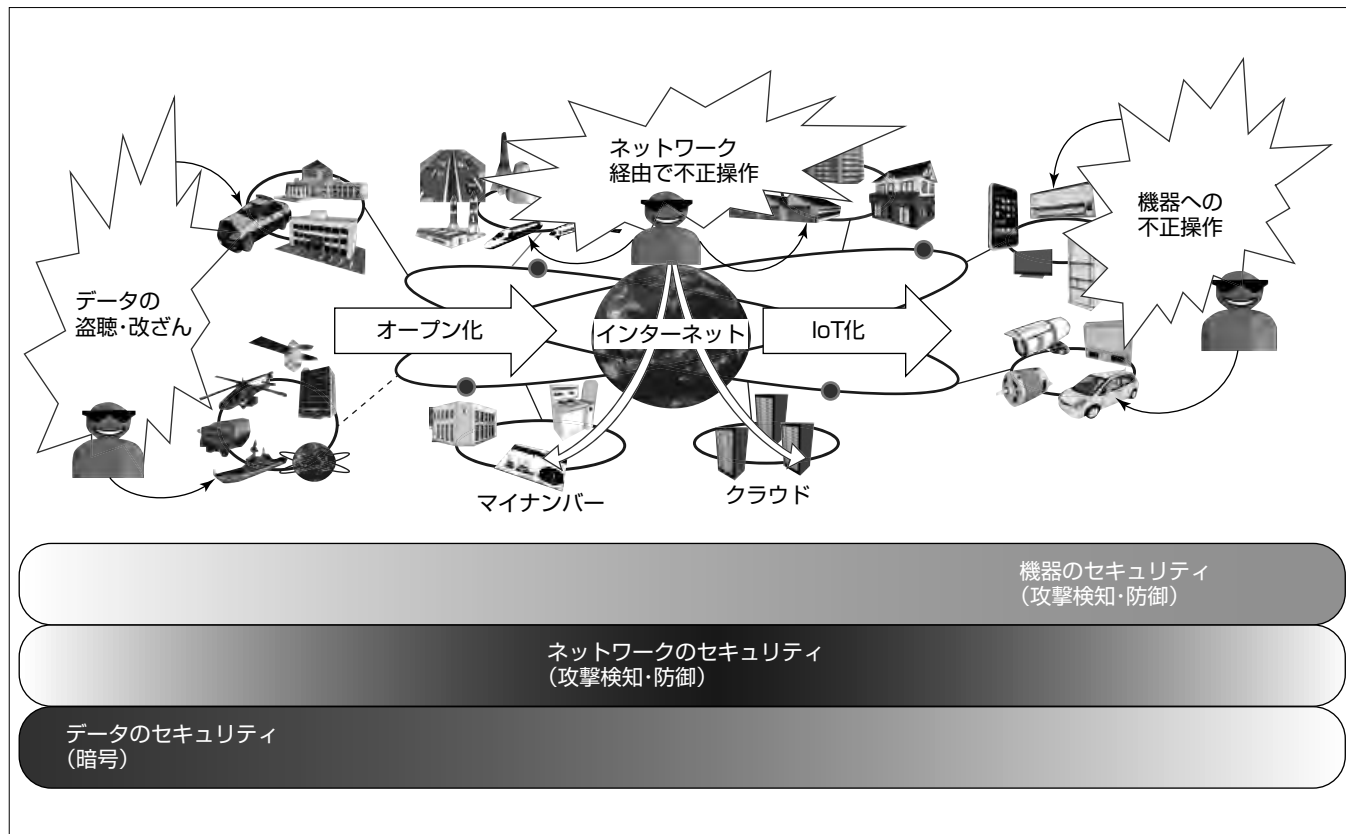 ネットワーク
経由で不正操作
機器への
不正操作
データの
盗聴・改ざん
オープン化
インターネット
IoT化
マイナンバー
クラウド
機器のセキュリティ
(攻撃検知・防御)
ネットワークのセキュリティ
(攻撃検知・防御)
データのセキュリティ
(暗号)